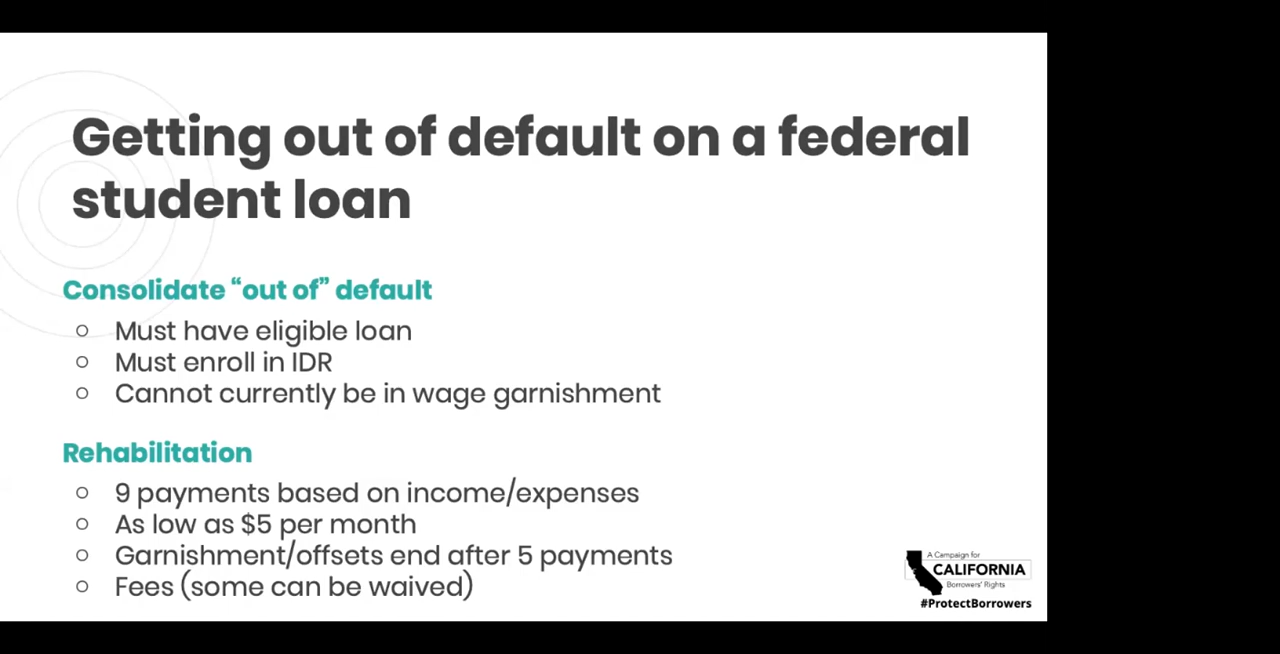 Getting out of default on a federal
student loan
Consolidate “out of” default
○ Must have eligible loan
○ Must enroll in IDR
○ Cannot currently be in wage garnishment
Rehabilitation
○ 9 payments based on income/expenses
○ As low as $5 per month
○ Garnishment/offsets end after 5 payments
○ Fees (some can be waived)
A Campaign for
CALIFORNIA
Borrowers' Rights
#ProtectBorrowers